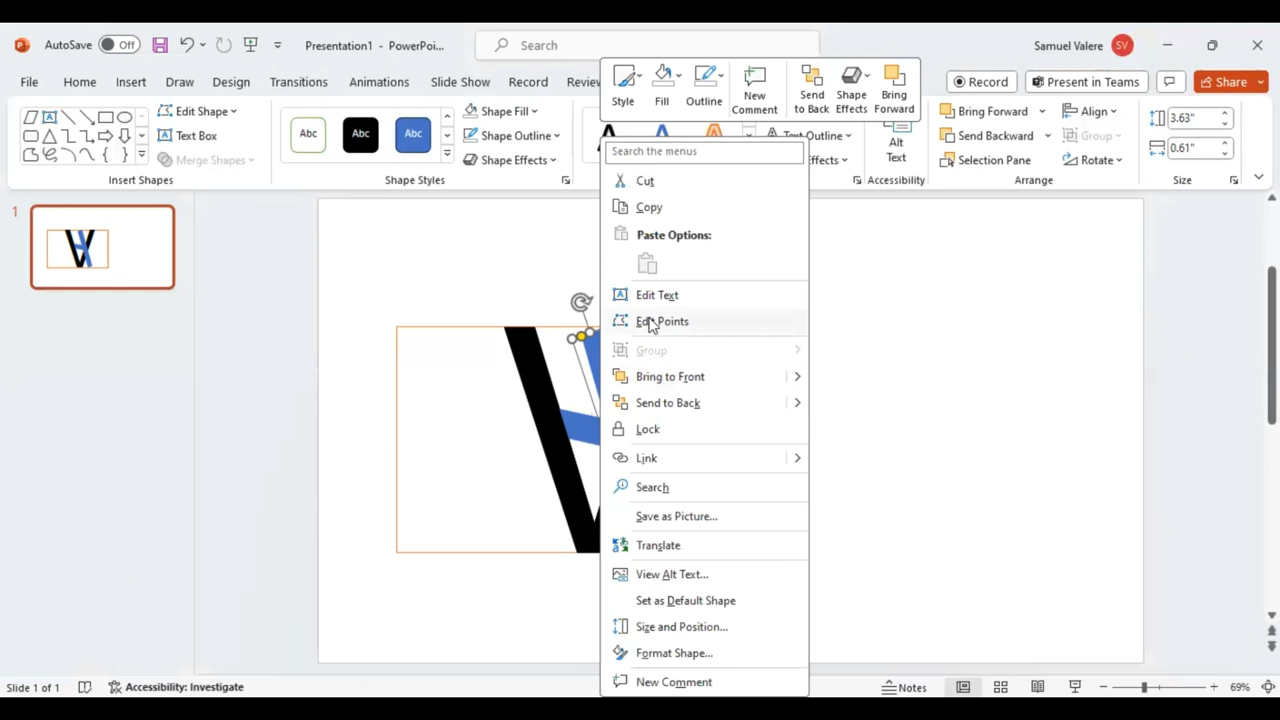 AutoSave Off Presentation1 - PowerPoi... Search Samuel Valere SV
File Home Insert Draw Design Transitions Animations Slide Show Record Review Record Present in Teams Share
Style Fill Outline New Comment Send to Back Shape Effects Bring Forward
Edit Shape
Text Box
Merge Shapes
Insert Shapes
Abc Abc Abc
Shape Fill
Shape Outline
Shape Effects
Shape Styles
Text Outline
Effects
Alt Text
Accessibility
Bring Forward
Send Backward
Selection Pane
Align
Group
Rotate
Arrange
3.63"
0.61"
Size
1
Search the menus
Cut
Copy
Paste Options:
Edit Text
Edit Points
Group
Bring to Front
Send to Back
Lock
Link
Search
Save as Picture...
Translate
View Alt Text...
Set as Default Shape
Size and Position...
Format Shape...
New Comment
Slide 1 of 1 Accessibility: Investigate Notes 69%